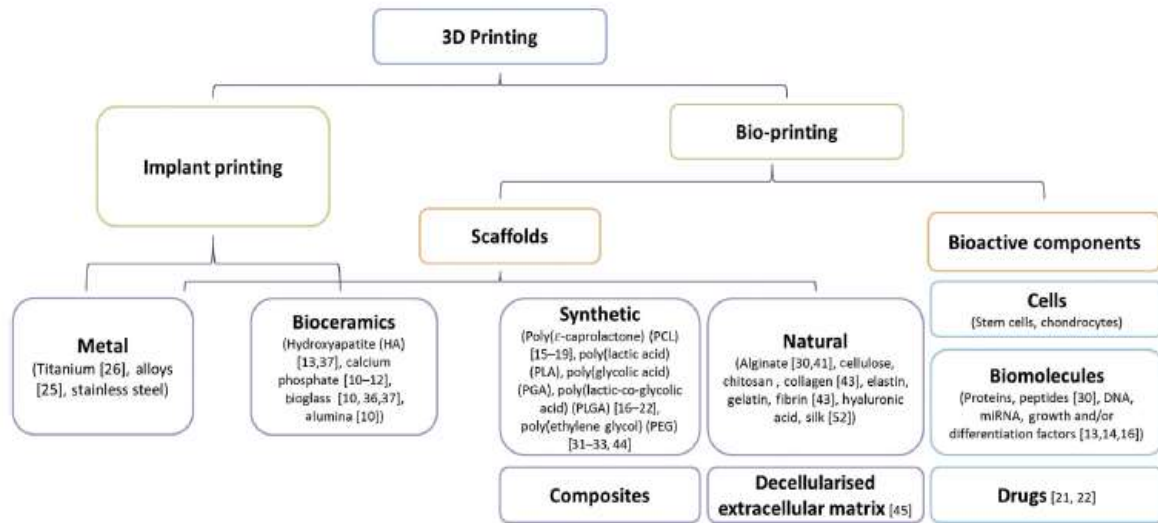 3D Printing
Implant printing
Bio-printing
Scaffolds
Bioactive components
Metal
(Titanium [26], alloys
[25], stainless steel)
Bioceramics
(Hydroxyapatite (HA)
[13,37], calcium
phosphate [10–12],
bioglass [10, 36,37],
alumina [10])
Synthetic
(Poly(ε-caprolactone) (PCL)
[15–19], poly(lactic acid)
(PLA), poly(glycolic acid)
(PGA), poly(lactic-co-glycolic
acid) (PLGA) [16–22],
poly(ethylene glycol) (PEG)
[31–33, 44]
Natural
(Alginate [30,41], cellulose,
chitosan , collagen [43], elastin,
gelatin, fibrin [43], hyaluronic
acid, silk [52])
Cells
(Stem cells, chondrocytes)
Biomolecules
(Proteins, peptides [30], DNA,
miRNA, growth and/or
differentiation factors [13,14,16])
Composites
Decellularised
extracellular matrix [45]
Drugs [21, 22]